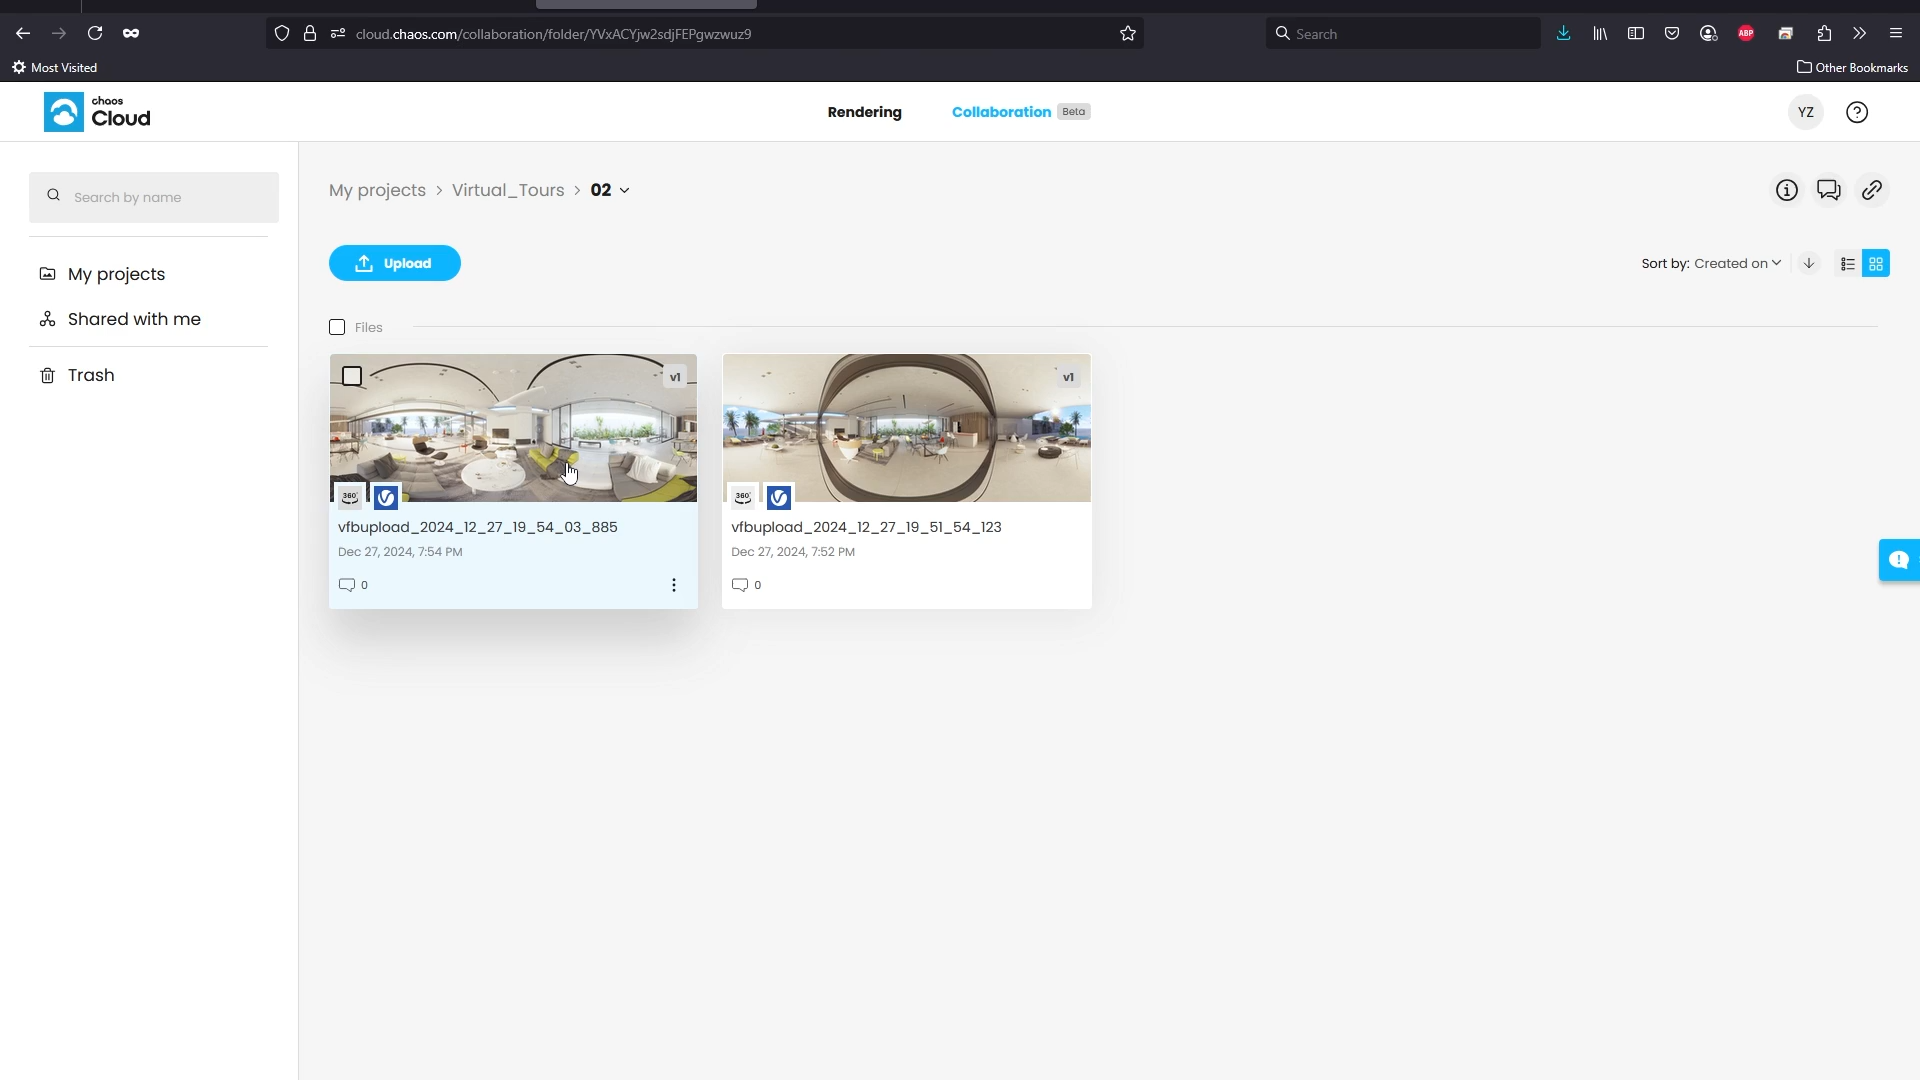 cloud.chaos.com/collaboration/folder/YVxACYjw2sdjFEPgwzwuz9
Search
ABP
Most Visited
Other Bookmarks
chaos
Cloud
Rendering
Collaboration Beta
YZ
Search by name
My projects > Virtual_Tours > 02
Upload
Sort by: Created on
My projects
Shared with me
Trash
Files
v1
v1
360°
360°
vfbupload_2024_12_27_19_54_03_885
vfbupload_2024_12_27_19_51_54_123
Dec 27, 2024, 7:54 PM
Dec 27, 2024, 7:52 PM
0
0